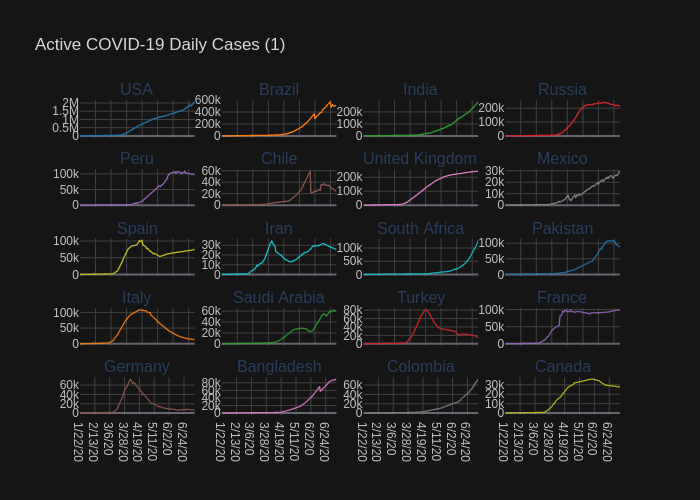 Active COVID-19 Daily Cases (1)
USA Brazil India Russia
2M
1.5M
1M
0.5M
0
600k
400k
200k
0
200k
100k
0
200k
100k
0
Peru Chile United Kingdom Mexico
100k
50k
0
60k
40k
20k
0
200k
100k
0
30k
20k
10k
0
Spain Iran South Africa Pakistan
100k
50k
0
30k
20k
10k
0
100k
50k
0
100k
50k
0
Italy Saudi Arabia Turkey France
100k
50k
0
60k
40k
20k
0
80k
60k
40k
20k
0
100k
50k
0
Germany Bangladesh Colombia Canada
60k
40k
20k
0
80k
60k
40k
20k
0
60k
40k
20k
0
30k
20k
10k
0
1/22/20 2/13/20 3/6/20 3/28/20 4/19/20 5/11/20 6/2/20 6/24/20
1/22/20 2/13/20 3/6/20 3/28/20 4/19/20 5/11/20 6/2/20 6/24/20
1/22/20 2/13/20 3/6/20 3/28/20 4/19/20 5/11/20 6/2/20 6/24/20
1/22/20 2/13/20 3/6/20 3/28/20 4/19/20 5/11/20 6/2/20 6/24/20